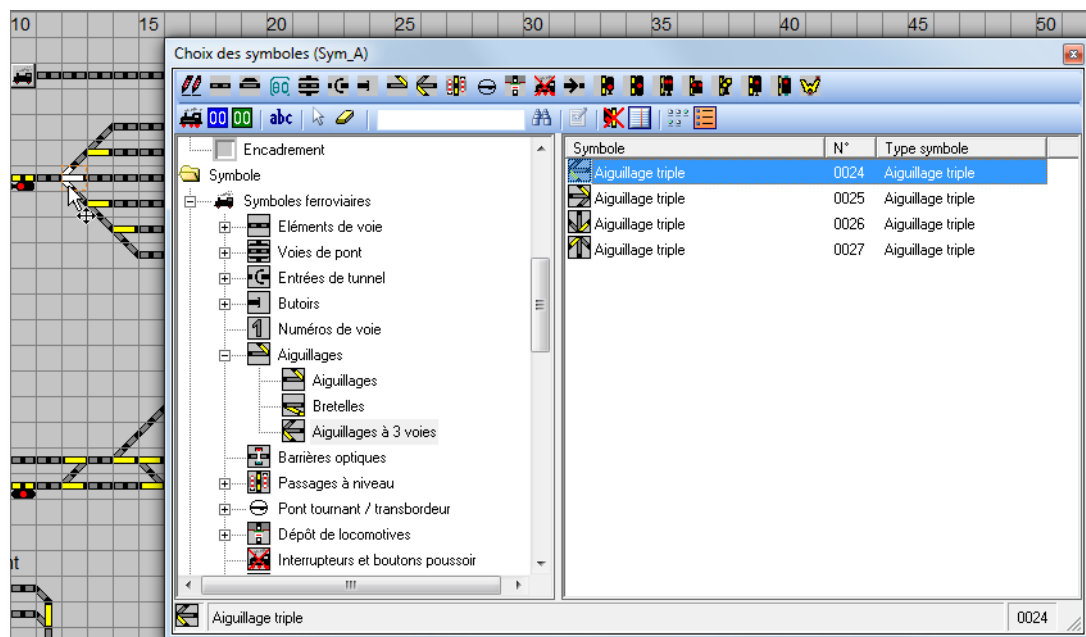 10 15 20 25 30 35 40 45 50
Choix des symboles (Sym_A)
00 00 abc
Encadrement
Symbole
Symboles ferroviaires
Eléments de voie
Voies de pont
Entrées de tunnel
Butoirs
1 Numéros de voie
Aiguillages
Aiguillages
Bretelles
Aiguillages à 3 voies
Barrières optiques
Passages à niveau
Pont tournant / transbordeur
Dépôt de locomotives
Interrupteurs et boutons poussoir
Symbole N° Type symbole
Aiguillage triple 0024 Aiguillage triple
Aiguillage triple 0025 Aiguillage triple
Aiguillage triple 0026 Aiguillage triple
Aiguillage triple 0027 Aiguillage triple
nt
Aiguillage triple 0024